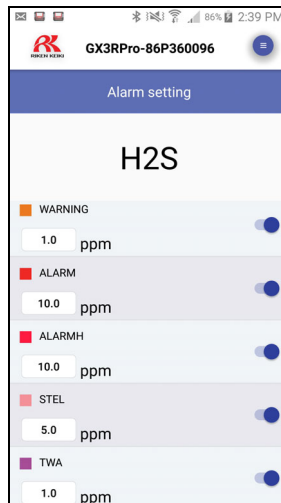 86% 2:39 PM
RIKEN KEIKI
GX3RPro-86P360096
Alarm setting
H2S
WARNING
1.0 ppm
ALARM
10.0 ppm
ALARMH
10.0 ppm
STEL
5.0 ppm
TWA
1.0 ppm